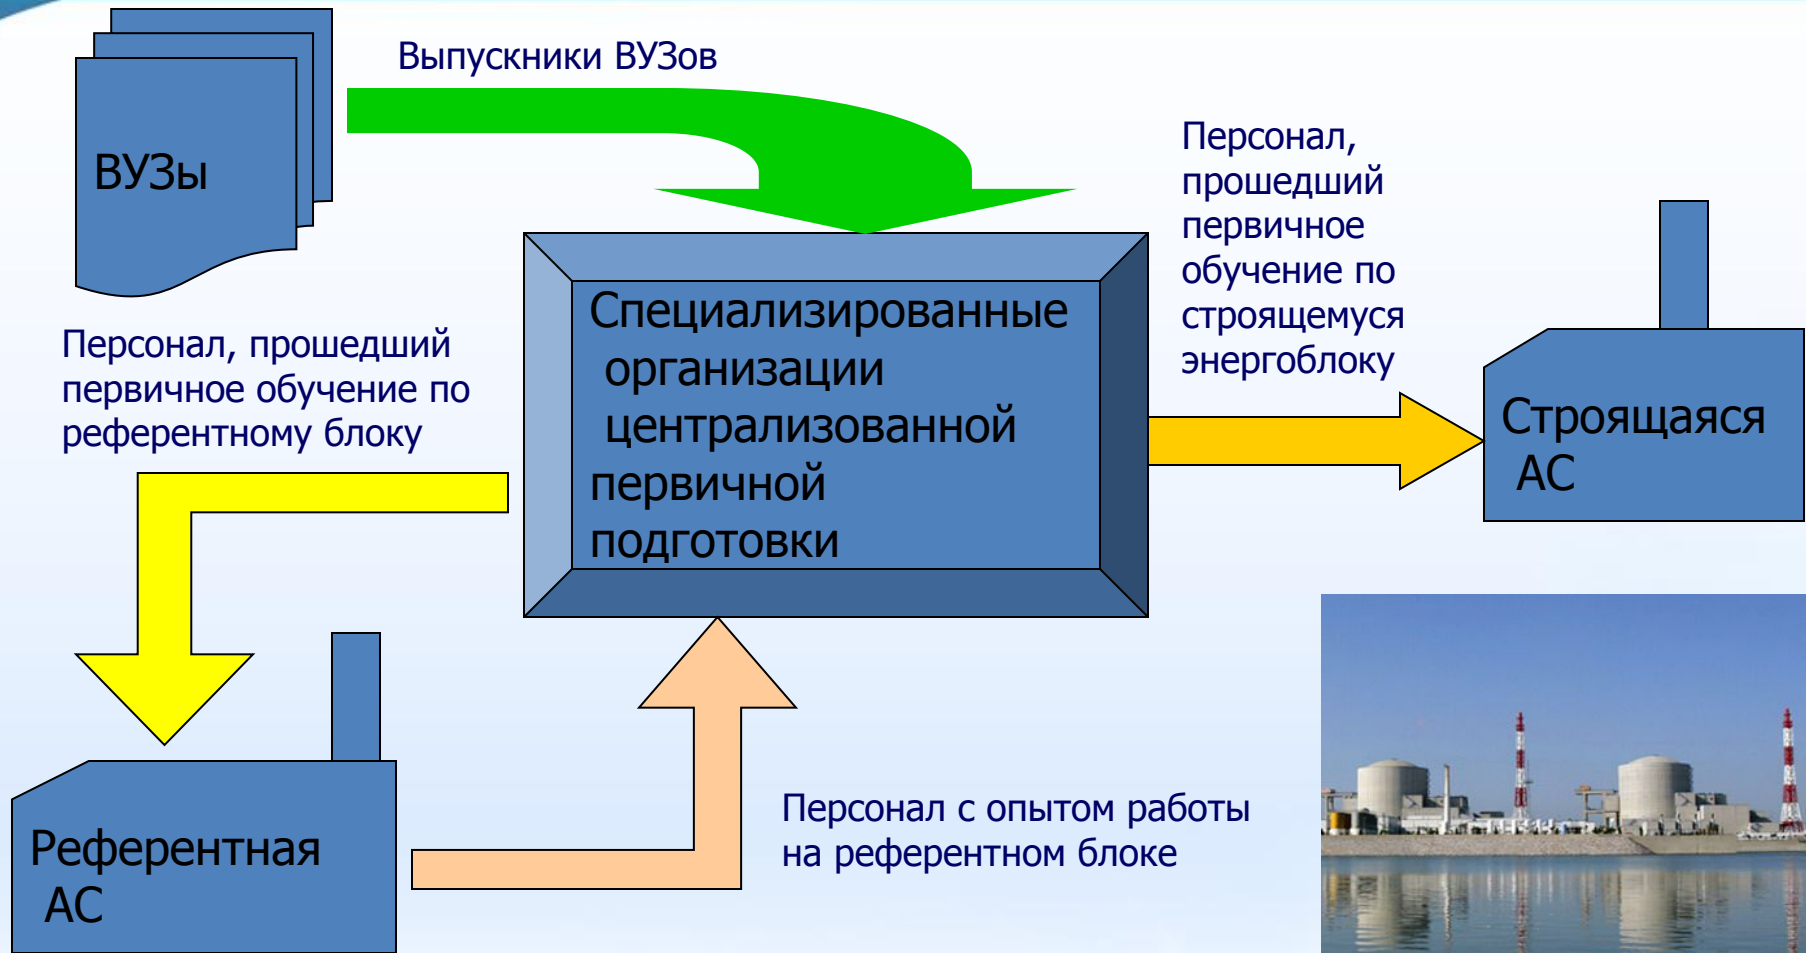 ВУЗы
Выпускники ВУЗов
Персонал,
прошедший
первичное
обучение по
строящемуся
энергоблоку
Персонал, прошедший
первичное обучение по
референтному блоку
Специализированные
организации
централизованной
первичной
подготовки
Строящаяся
АС
Референтная
АС
Персонал с опытом работы
на референтном блоке